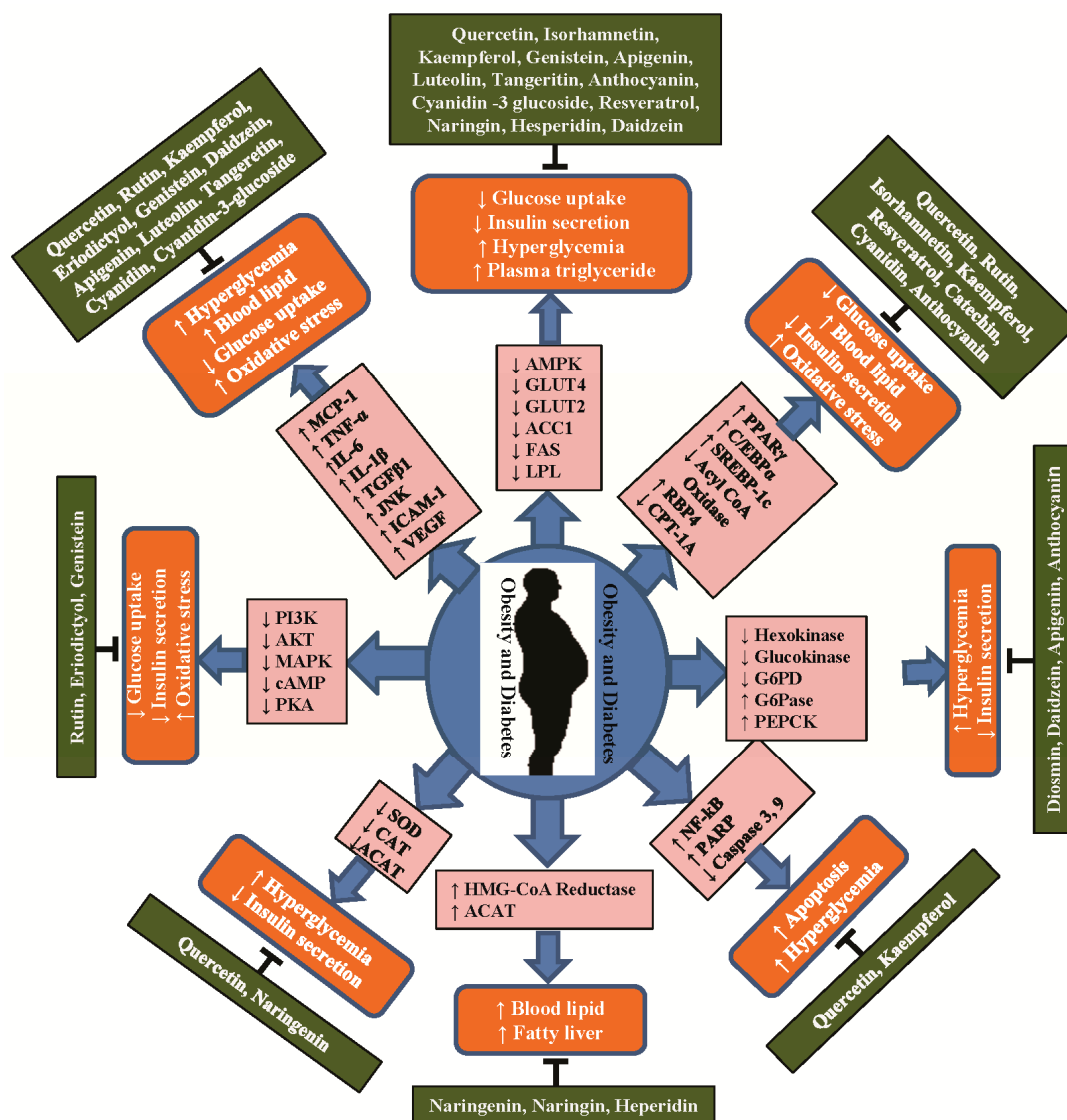 Quercetin, Isorhamnetin,
Kaempferol, Genistein, Apigenin,
Luteolin, Tangeritin, Anthocyanin,
Cyanidin -3 glucoside, Resveratrol,
Naringin, Hesperidin, Daidzein
↓ Glucose uptake
↓ Insulin secretion
↑ Hyperglycemia
↑ Plasma triglyceride
↓ AMPK
↓ GLUT4
↓ GLUT2
↓ ACC1
↓ FAS
↓ LPL
Quercetin, Rutin,
Isorhamnetin, Kaempferol,
Resveratrol, Catechin,
Cyanidin, Anthocyanin
↓ Glucose uptake
↑ Blood lipid
↓ Insulin secretion
↑ Oxidative stress
↑ PPARγ
↑ C/EBPα
↑ SREBP-1c
↓ Acyl CoA
Oxidase
↑ RBP4
↓ CPT-1A
Diosmin, Daidzein, Apigenin, Anthocyanin
↑ Hyperglycemia
↓ Insulin secretion
↓ Hexokinase
↓ Glucokinase
↓ G6PD
↑ G6Pase
↑ PEPCK
Quercetin, Kaempferol
↑ Apoptosis
↑ Hyperglycemia
↑ NF-kB
↑ PARP
↓ Caspase 3, 9
↑ HMG-CoA Reductase
↑ ACAT
↑ Blood lipid
↑ Fatty liver
Naringenin, Naringin, Heperidin
↓ SOD
↓ CAT
↓ACAT
↑ Hyperglycemia
↓ Insulin secretion
Quercetin, Naringenin
↓ PI3K
↓ AKT
↓ MAPK
↓ cAMP
↓ PKA
↓ Glucose uptake
↓ Insulin secretion
↑ Oxidative stress
Rutin, Eriodictyol, Genistein
↑ MCP-1
↑ TNF-α
↑IL-6
↑ IL-1β
↑ TGFβ1
↑ JNK
↑ ICAM-1
↑ VEGF
↑ Hyperglycemia
↑ Blood lipid
↓ Glucose uptake
↑ Oxidative stress
Quercetin, Rutin, Kaempferol,
Eriodictyol, Genistein, Daidzein,
Apigenin, Luteolin, Tangeretin,
Cyanidin, Cyanidin-3-glucoside
Obesity and Diabetes
Obesity and Diabetes